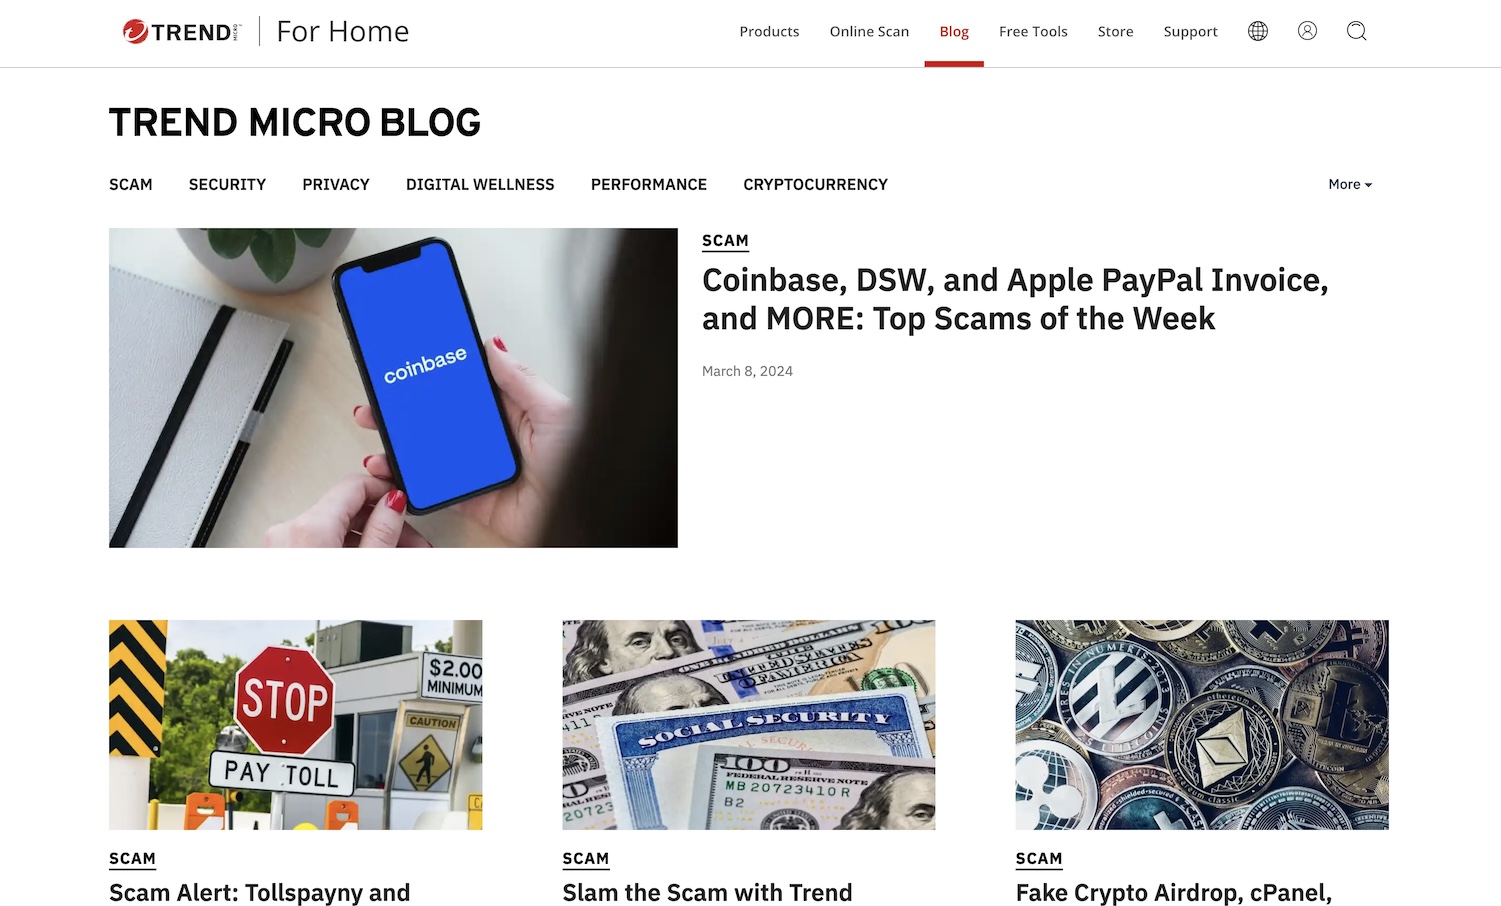 TREND MICRO
For Home
Products
Online Scan
Blog
Free Tools
Store
Support
TREND MICRO BLOG
SCAM
SECURITY
PRIVACY
DIGITAL WELLNESS
PERFORMANCE
CRYPTOCURRENCY
More
coinbase
SCAM
Coinbase, DSW, and Apple PayPal Invoice,
and MORE: Top Scams of the Week
March 8, 2024
STOP
PAY TOLL
$2.00
MINIMUM
CAUTION
UNITED STATES
OF AMERICA
SOCIAL SECURITY
100
FEDERAL RESERVE NOTE
MB 20723410 R
B2
SCAM
Scam Alert: Tollspayny and
SCAM
Slam the Scam with Trend
SCAM
Fake Crypto Airdrop, cPanel,